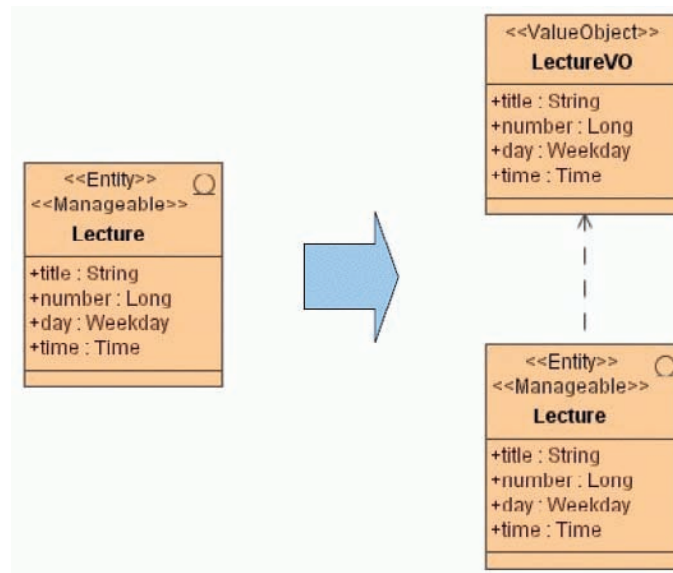 <<Entity>>
<<Manageable>>
Lecture
+title : String
+number : Long
+day : Weekday
+time : Time
<<ValueObject>>
LectureVO
+title : String
+number : Long
+day : Weekday
+time : Time
<<Entity>>
<<Manageable>>
Lecture
+title : String
+number : Long
+day : Weekday
+time : Time